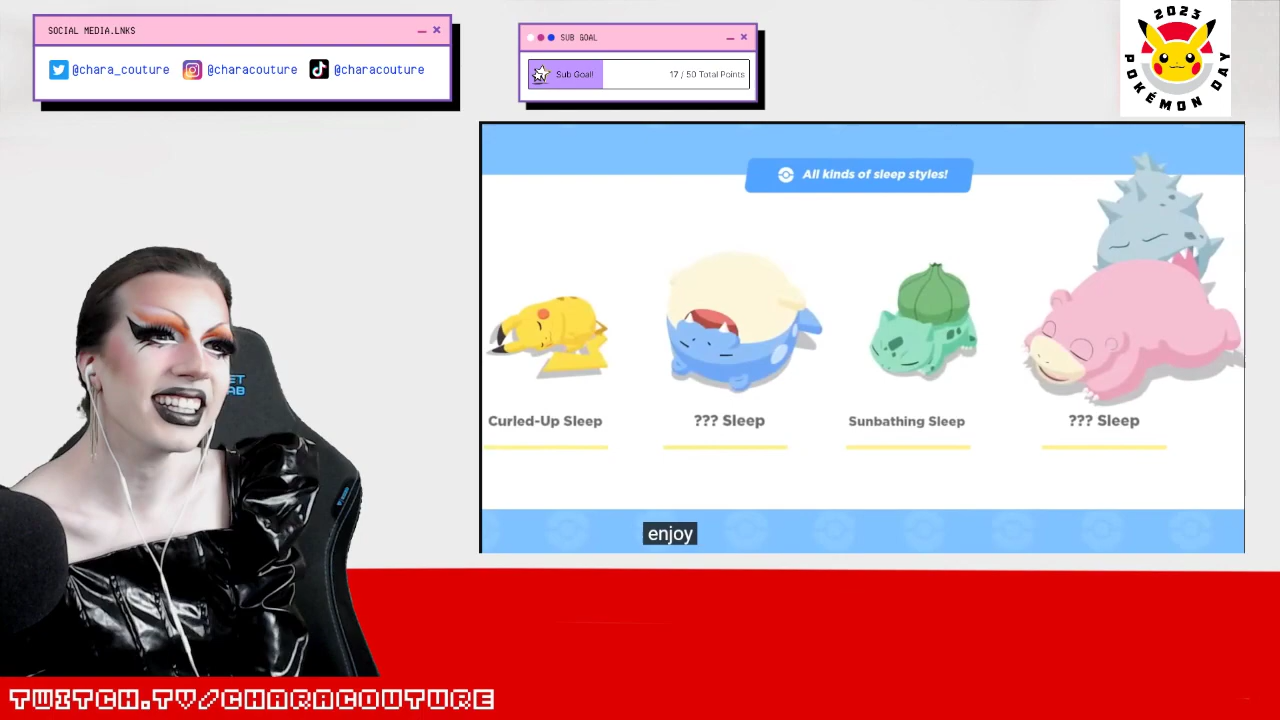 SOCIAL MEDIA.LNKS
@chara_couture @characouture @characouture
SUB GOAL
Sub Goal! 17 / 50 Total Points
2023
POKÉMON DAY
All kinds of sleep styles!
Curled-Up Sleep
??? Sleep
Sunbathing Sleep
??? Sleep
enjoy
TWITCH.TV/CHARACOUTURE